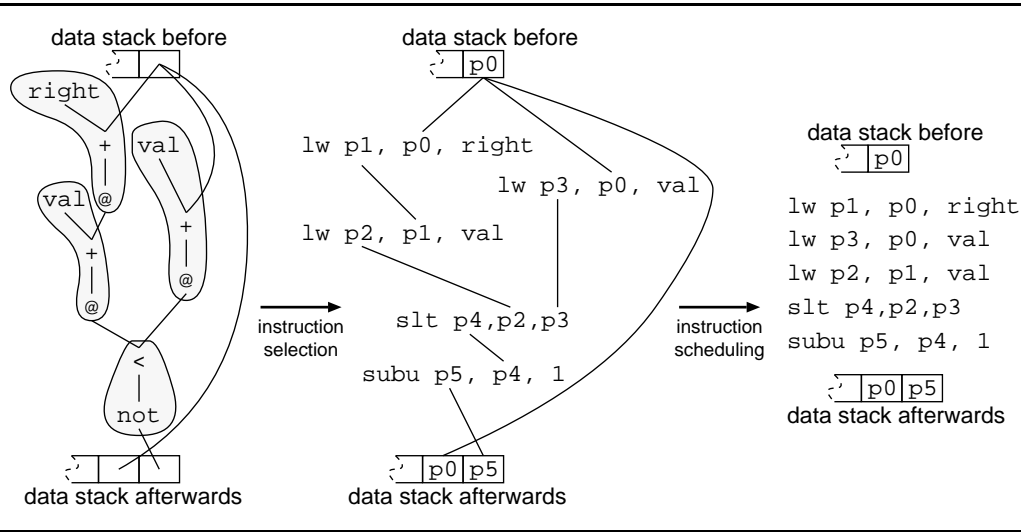 data stack before
right
+
val
@
val
+
+
@
@
<
not
data stack afterwards
instruction
selection
data stack before
p0
lw p1, p0, right
lw p3, p0, val
lw p2, p1, val
slt p4,p2,p3
subu p5, p4, 1
p0 p5
data stack afterwards
instruction
scheduling
data stack before
p0
lw p1, p0, right
lw p3, p0, val
lw p2, p1, val
slt p4,p2,p3
subu p5, p4, 1
p0 p5
data stack afterwards